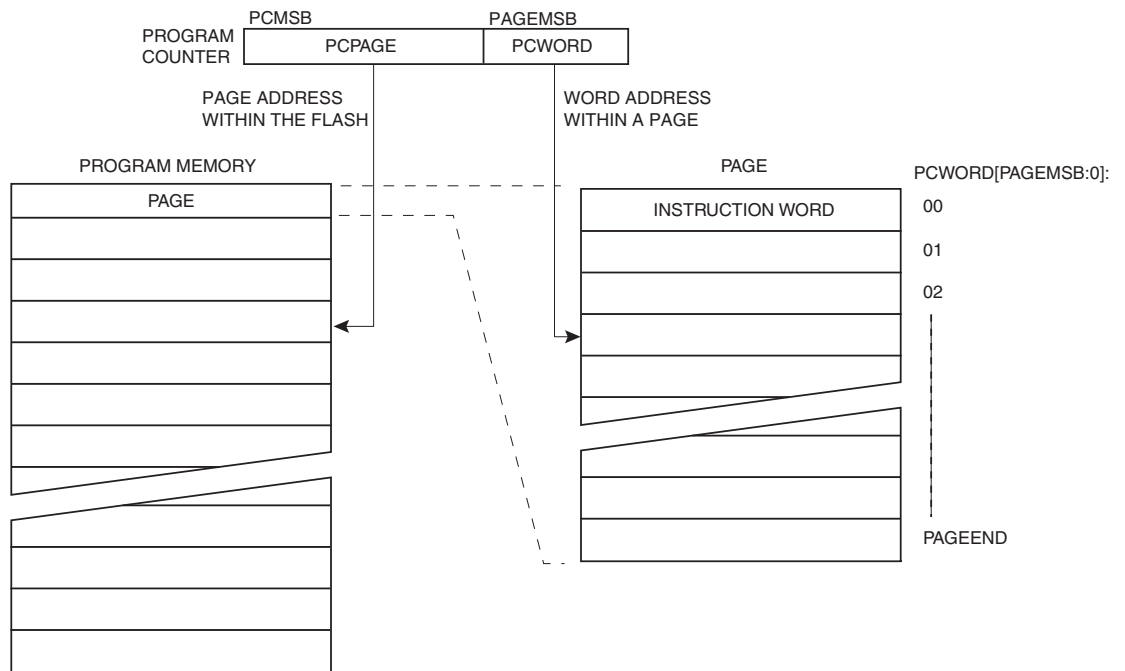 PCMSB
PAGEMSB
PROGRAM
COUNTER
PCPAGE
PCWORD
PAGE ADDRESS
WITHIN THE FLASH
WORD ADDRESS
WITHIN A PAGE
PROGRAM MEMORY
PAGE
PAGE
PCWORD[PAGEMSB:0]:
INSTRUCTION WORD
00
01
02
PAGEEND